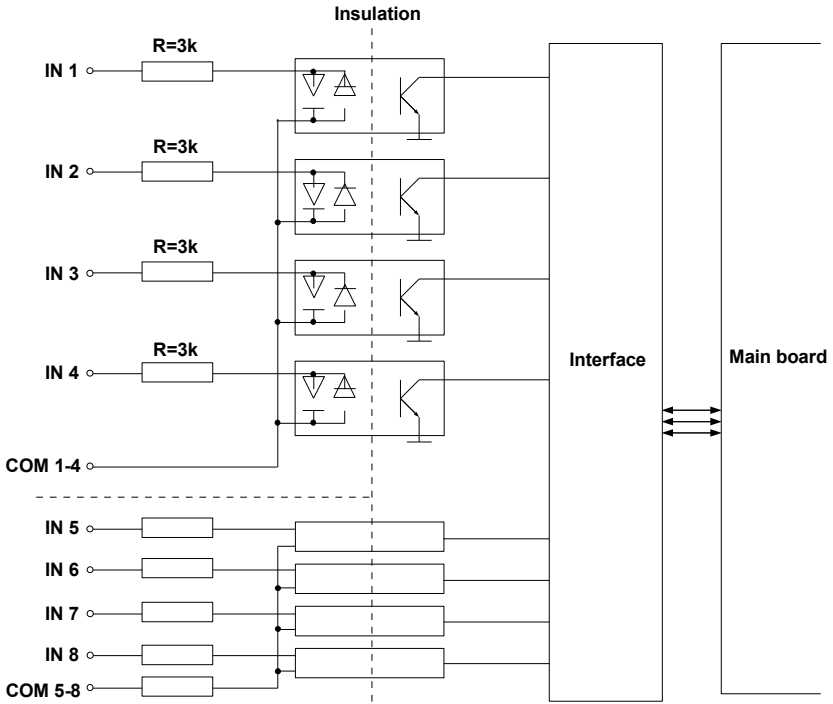 Insulation
R=3k
IN 1
R=3k
IN 2
R=3k
IN 3
R=3k
IN 4
Interface
Main board
COM 1-4
IN 5
IN 6
IN 7
IN 8
COM 5-8